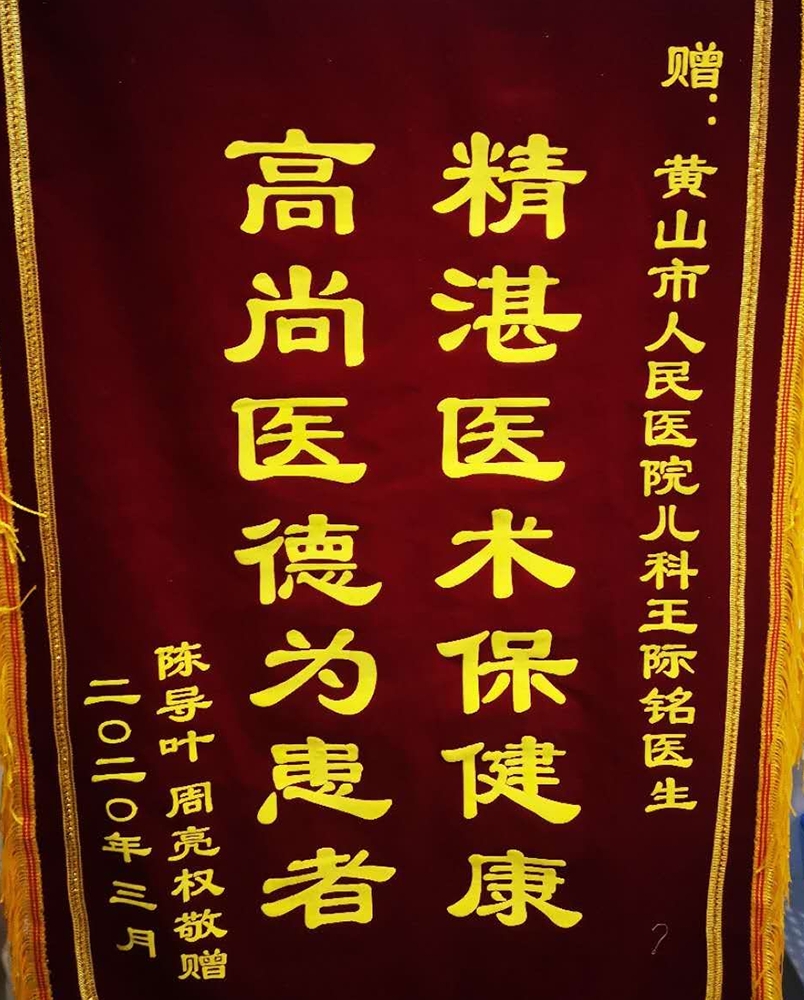 赠：黄山市人民医院儿科王际铭医生
精湛医术保健康
高尚医德为患者
陈导叶 周亮权敬赠
二〇二〇年三月